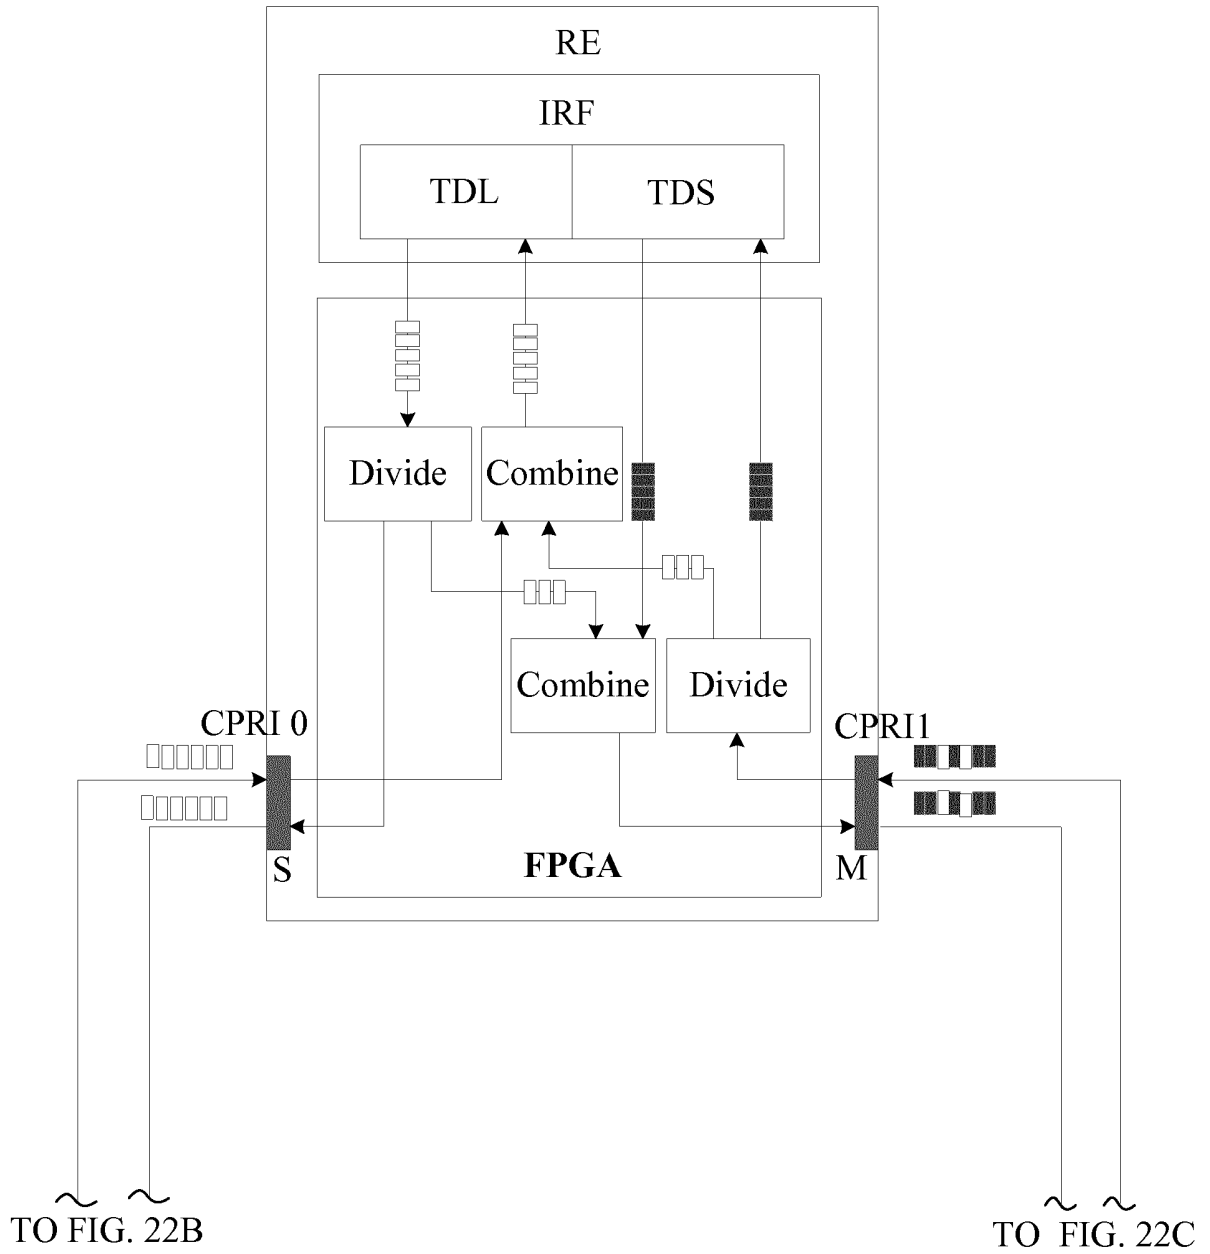 RE
IRF
TDL TDS
Divide Combine
Combine Divide
CPRI 0 CPRI1
S M
FPGA
TO FIG. 22B TO FIG. 22C